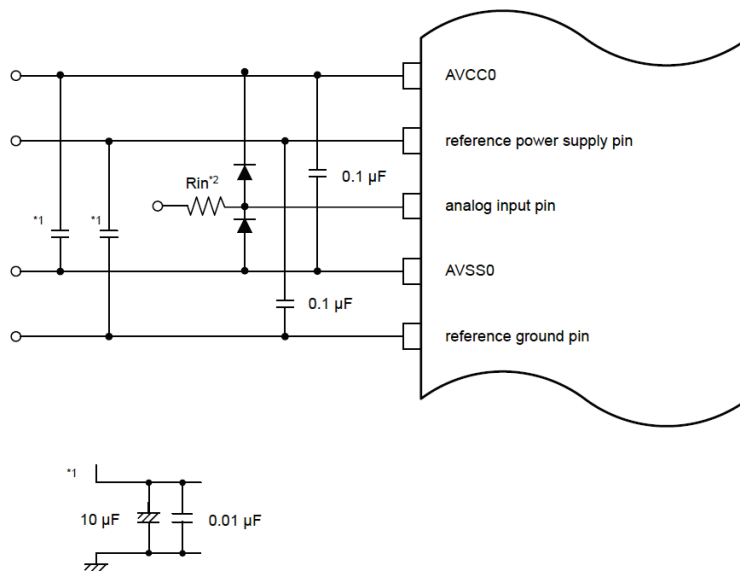 AVCC0
reference power supply pin
0.1 µF
Rin*2
analog input pin
*1
*1
AVSS0
0.1 µF
reference ground pin
*1
10 µF
0.01 µF